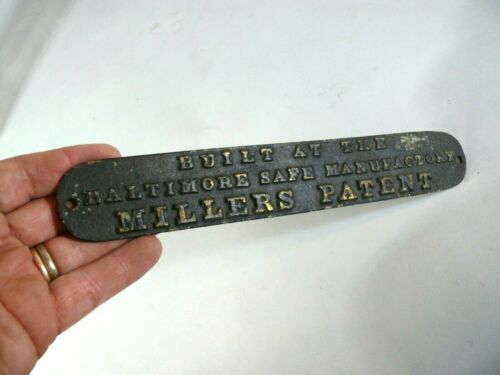 BUILT AT THE
BALTIMORE SAFE MANUFACTORY
MILLERS PATENT